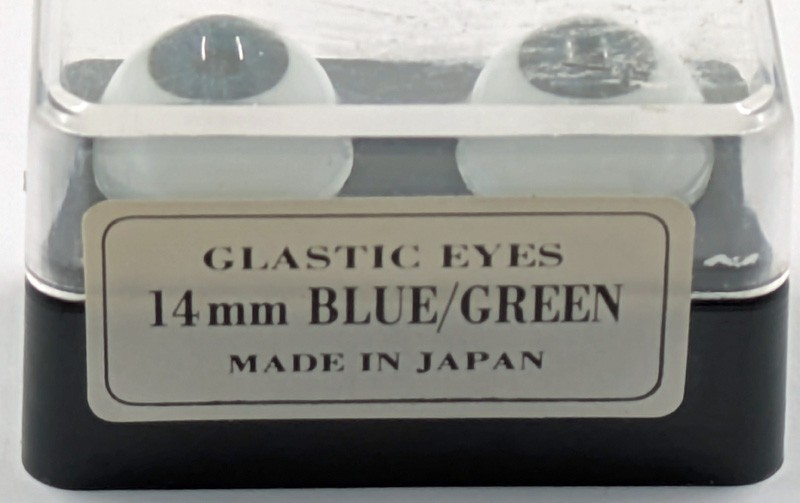 GLASTIC EYES
14mm BLUE/GREEN
MADE IN JAPAN